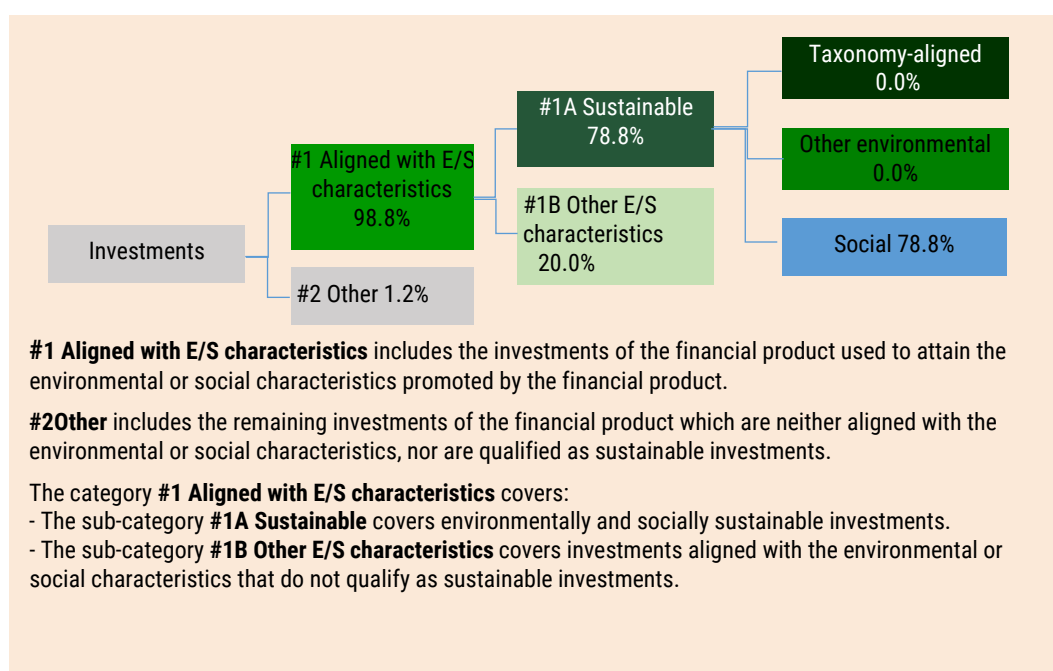 Investments
#1 Aligned with E/S
characteristics
98.8%
#2 Other 1.2%
#1A Sustainable
78.8%
#1B Other E/S
characteristics
20.0%
Taxonomy-aligned
0.0%
Other environmental
0.0%
Social 78.8%
#1 Aligned with E/S characteristics includes the investments of the financial product used to attain the
environmental or social characteristics promoted by the financial product.
#2Other includes the remaining investments of the financial product which are neither aligned with the
environmental or social characteristics, nor are qualified as sustainable investments.
The category #1 Aligned with E/S characteristics covers:
- The sub-category #1A Sustainable covers environmentally and socially sustainable investments.
- The sub-category #1B Other E/S characteristics covers investments aligned with the environmental or
social characteristics that do not qualify as sustainable investments.